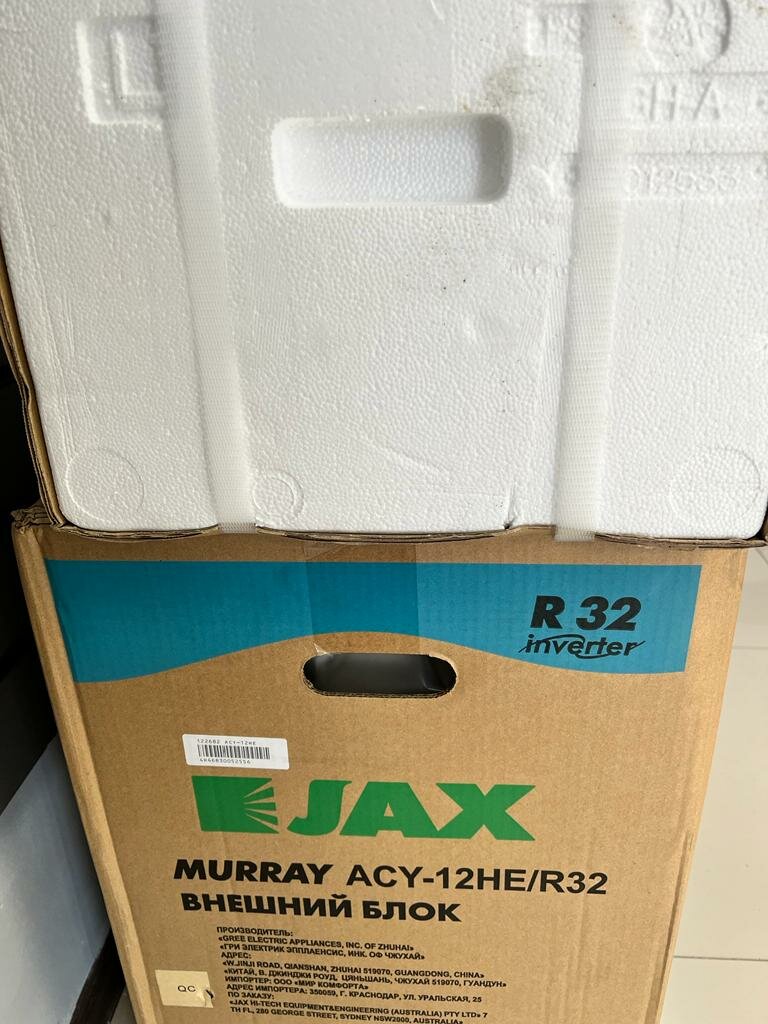 L
R 32
inverter
122682 ACY-12HE
4R46830052556
JAX
MURRAY ACY-12HE/R32
ВНЕШНИЙ БЛОК
ПРОИЗВОДИТЕЛЬ:
«GREE ELECTRIC APPLIANCES, INC. OF ZHUHAI»
«ГРИ ЭЛЕКТРИК ЭППЛАЕНСИС, ИНК. ОФ ЧЖУХАЙ»
АДРЕС:
«W.JINJI ROAD, QIANSHAN, ZHUHAI 519070, GUANGDONG, CHINA»
«КИТАЙ, В. ДЖИНДЖИ РОУД, ЦЯНЬШАНЬ, ЧЖУХАЙ 519070, ГУАНДУН»
ИМПОРТЕР: ООО «МИР КОМФОРТА»
АДРЕС ИМПОРТЕРА: 350059, Г. КРАСНОДАР, УЛ. УРАЛЬСКАЯ, 25
ПО ЗАКАЗУ:
«JAX HI-TECH EQUIPMENT&ENGINEERING (AUSTRALIA) PTY LTD» 7
TH FL, 280 GEORGE STREET, SYDNEY NSW2000, AUSTRALIA»
QC